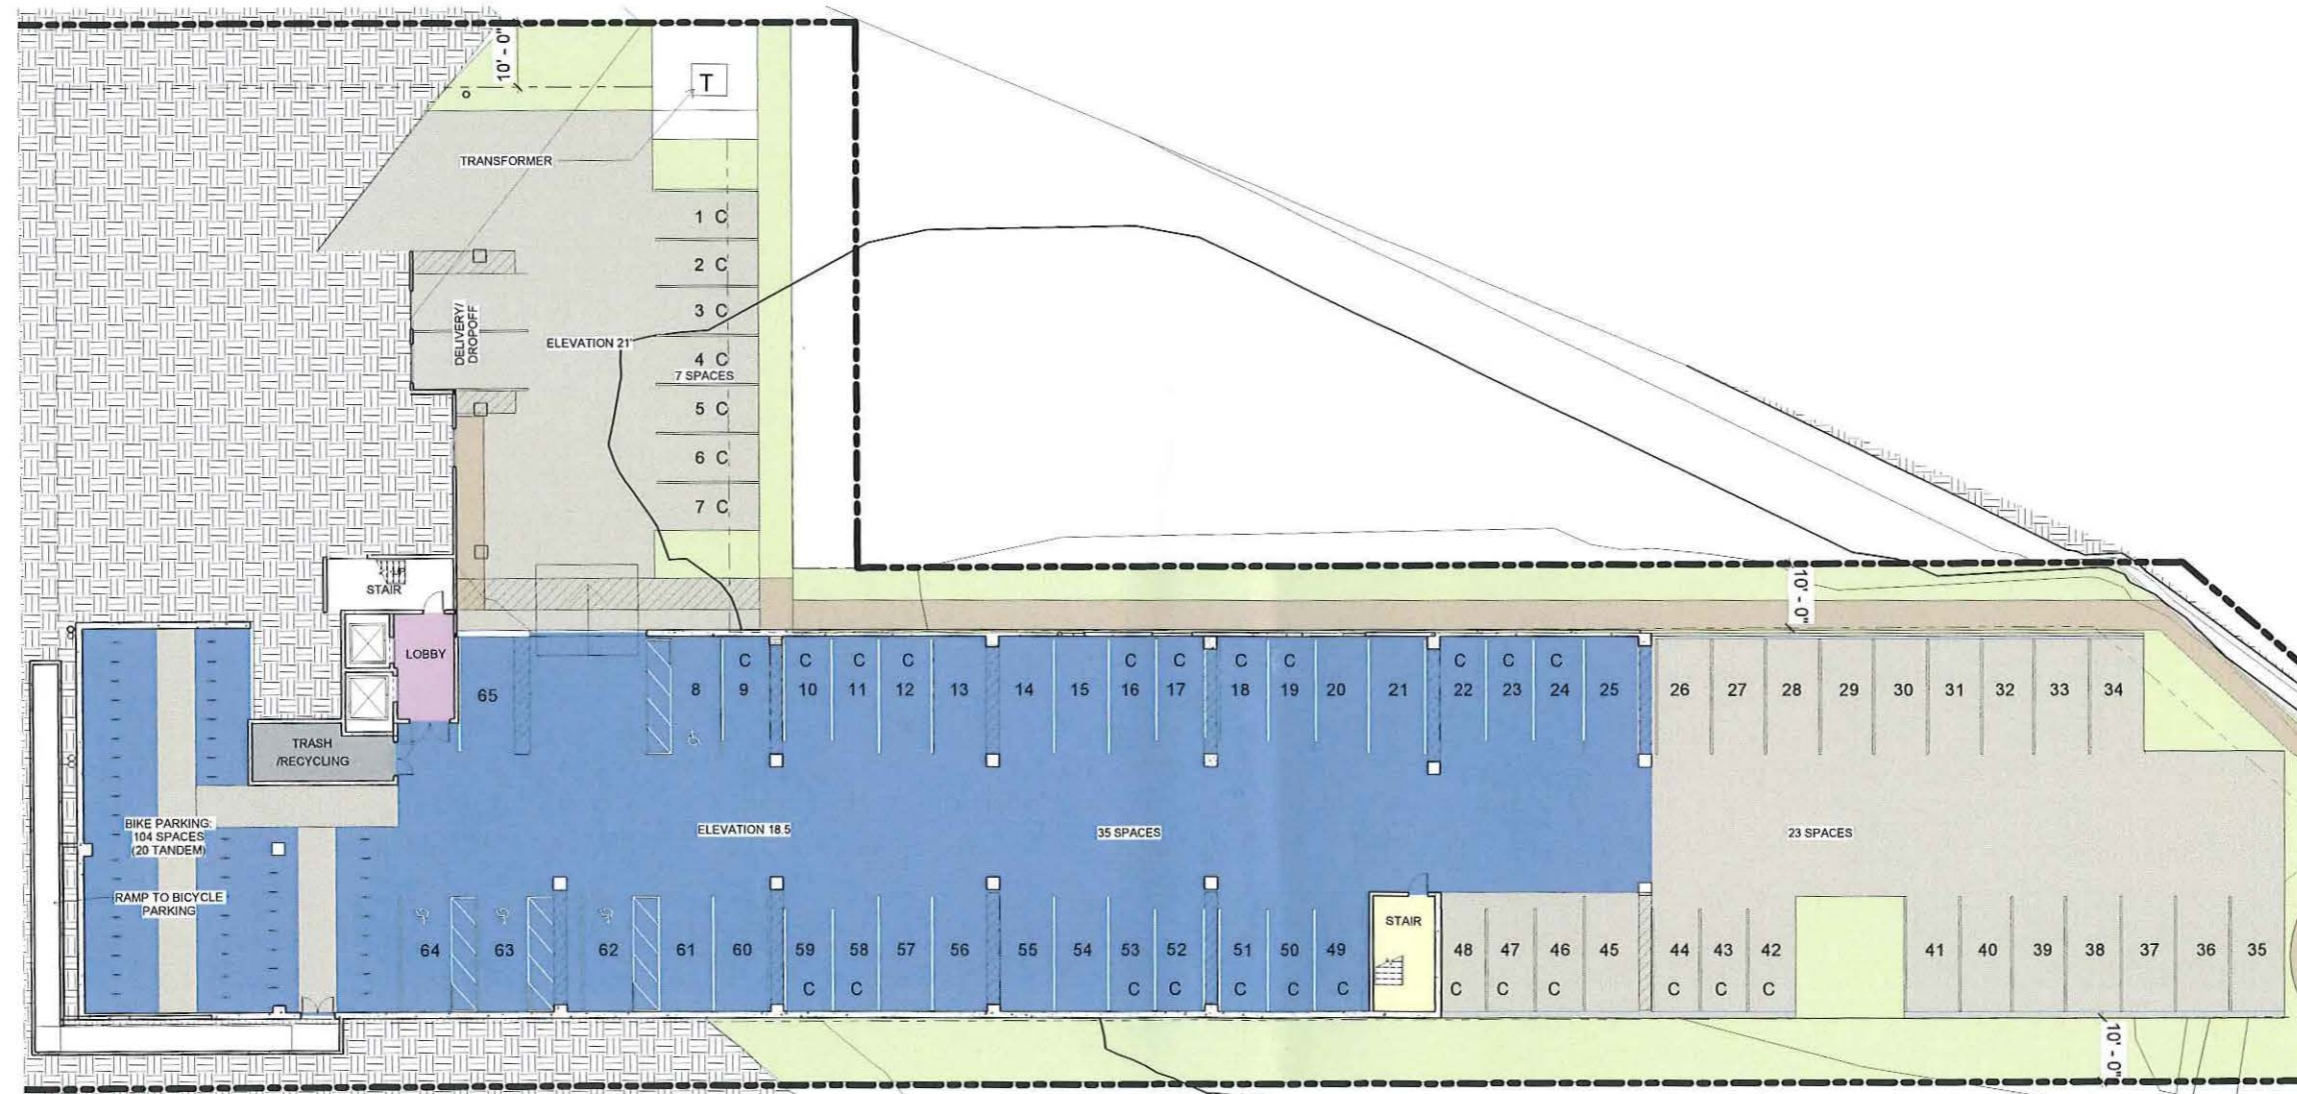 10' - 0"
T
TRANSFORMER
1 C
2 C
3 C
DELIVERY/
DROPOFF
ELEVATION 21'
4 C
7 SPACES
5 C
6 C
7 C
UP
STAIR
10' - 0"
LOBBY
C C C C C C C C C C C
65 8 9 10 11 12 13 14 15 16 17 18 19 20 21 22 23 24 25 26 27 28 29 30 31 32 33 34
TRASH
/RECYCLING
BIKE PARKING:
104 SPACES
(20 TANDEM)
ELEVATION 18.5
35 SPACES
23 SPACES
RAMP TO BICYCLE
PARKING
STAIR
64 63 62 61 60 59 58 57 56 55 54 53 52 51 50 49 48 47 46 45 44 43 42 41 40 39 38 37 36 35
C C C C C C C C C C C C C
10' - 0"